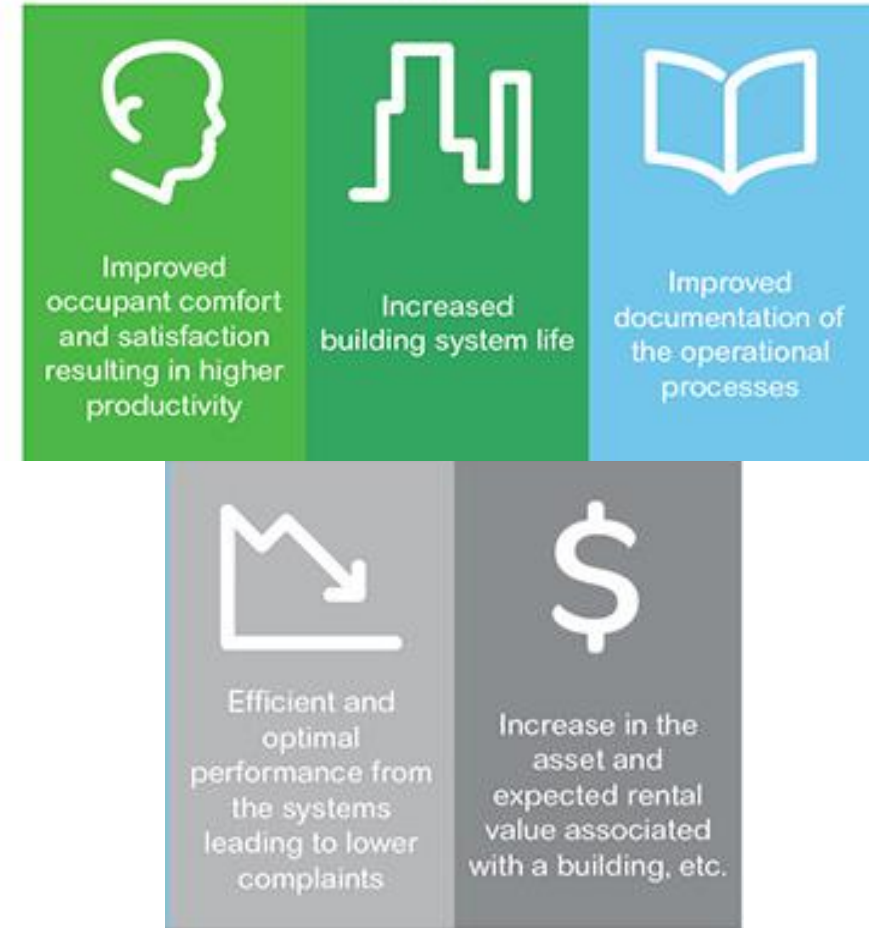 Improved
occupant comfort
and satisfaction
resulting in higher
productivity
Increased
building system life
Improved
documentation of
the operational
processes
Efficient and
optimal
performance from
the systems
leading to lower
complaints
$
Increase in the
asset and
expected rental
value associated
with a building, etc.